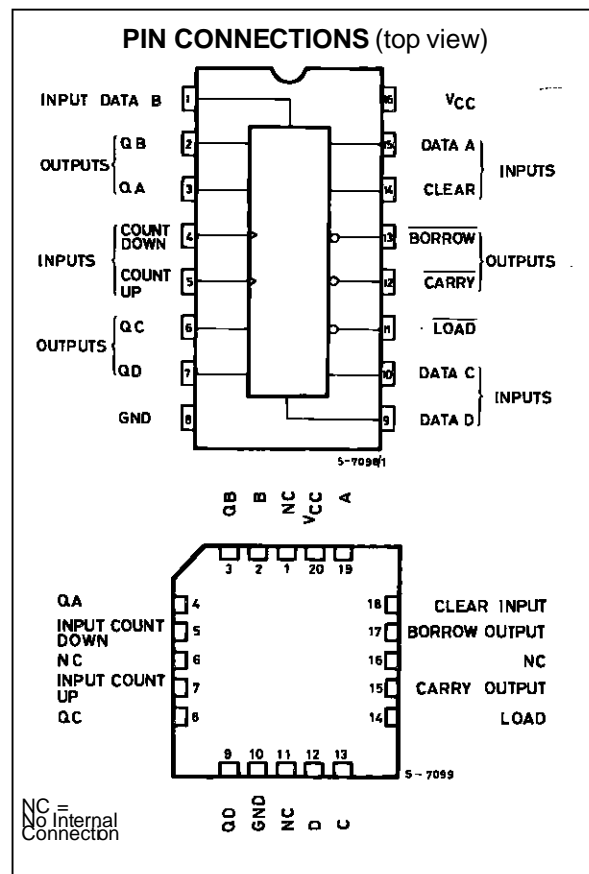 PIN CONNECTIONS (top view)
INPUT DATA B 1 16 VCC
OUTPUTS QB 2 15 DATA A INPUTS
QA 3 14 CLEAR
INPUTS COUNT DOWN 4 13 BORROW OUTPUTS
COUNT UP 5 12 CARRY
OUTPUTS QC 6 11 LOAD
QD 7 10 DATA C INPUTS
GND 8 9 DATA D
S-7098/1
QB B NC VCC A
3 2 1 20 19
QA 4 18 CLEAR INPUT
INPUT COUNT DOWN 5 17 BORROW OUTPUT
NC 6 16 NC
INPUT COUNT UP 7 15 CARRY OUTPUT
QC 8 14 LOAD
9 10 11 12 13
S-7099
QD GND NC D C
NC =
No Internal
Connection